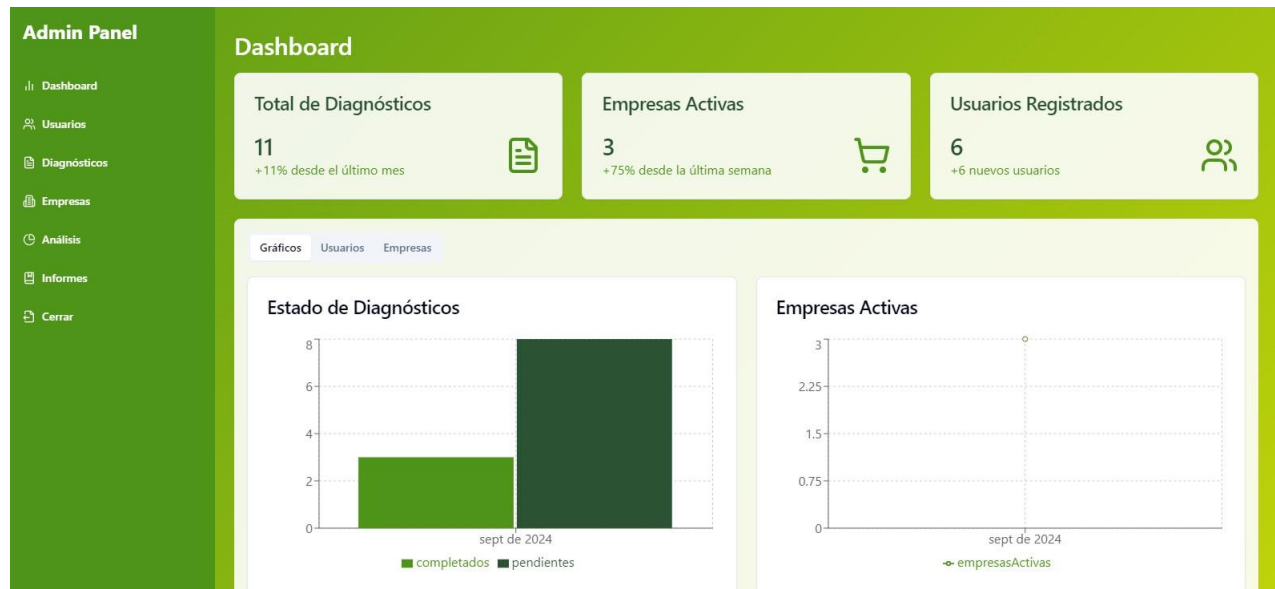 Admin Panel
Dashboard
Usuarios
Diagnósticos
Empresas
Análisis
Informes
Cerrar
Dashboard
Total de Diagnósticos
11
+11% desde el último mes
Empresas Activas
3
+75% desde la última semana
Usuarios Registrados
6
+6 nuevos usuarios
Gráficos Usuarios Empresas
Estado de Diagnósticos
8
6
4
2
0
sept de 2024
completados pendientes
Empresas Activas
3
2.25
1.5
0.75
0
sept de 2024
empresasActivas